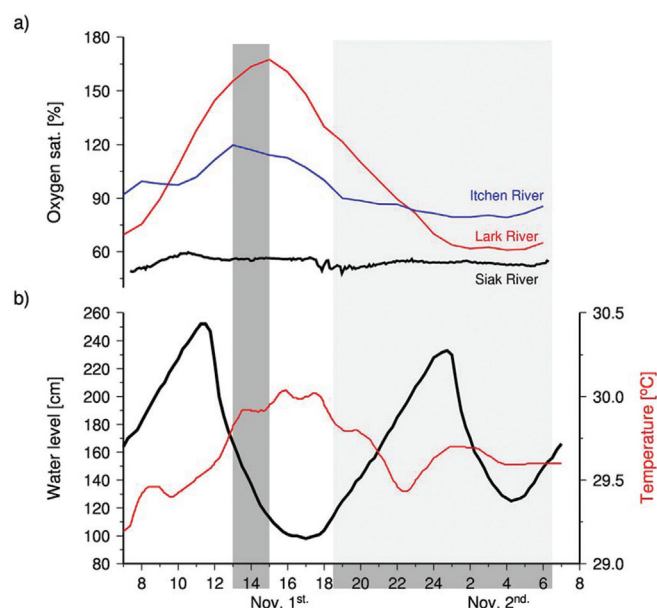 a)
180
150
120
90
60
Oxygen sat. [%]
Itchen River
Lark River
Siak River
b)
260
240
220
200
180
160
140
120
100
80
Water level [cm]
30.5
30.0
29.5
29.0
Temperature [ºC]
8 10 12 14 16 18 20 22 24 2 4 6 8
Nov. 1st. Nov. 2nd.